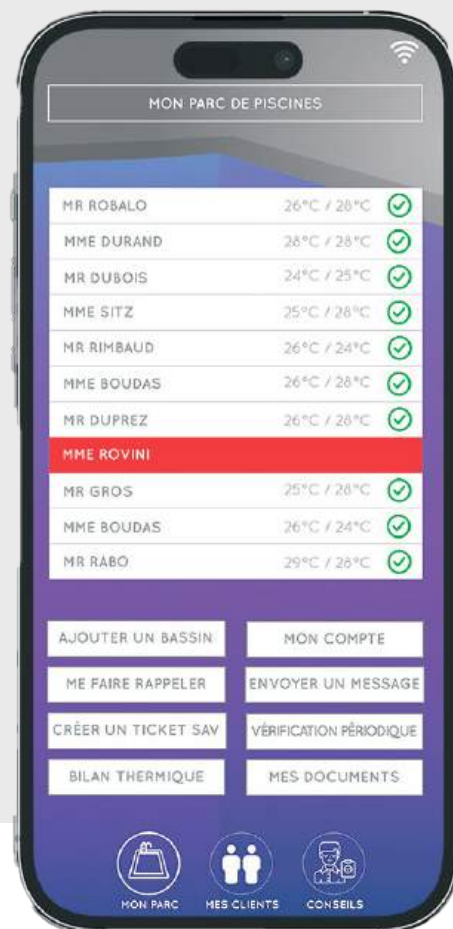 MON PARC DE PISCINES
MR ROBALO 26°C / 28°C
MME DURAND 28°C / 28°C
MR DUBOIS 24°C / 25°C
MME SITZ 25°C / 28°C
MR RIMBAUD 26°C / 24°C
MME BOUDAS 26°C / 28°C
MR DUPREZ 26°C / 28°C
MME ROVINI
MR GROS 25°C / 28°C
MME BOUDAS 26°C / 24°C
MR RABO 29°C / 28°C
AJOUTER UN BASSIN MON COMPTE
ME FAIRE RAPPELER ENVOYER UN MESSAGE
CRÉER UN TICKET SAV VÉRIFICATION PÉRIODIQUE
BILAN THERMIQUE MES DOCUMENTS
MON PARC MES CLIENTS CONSEILS